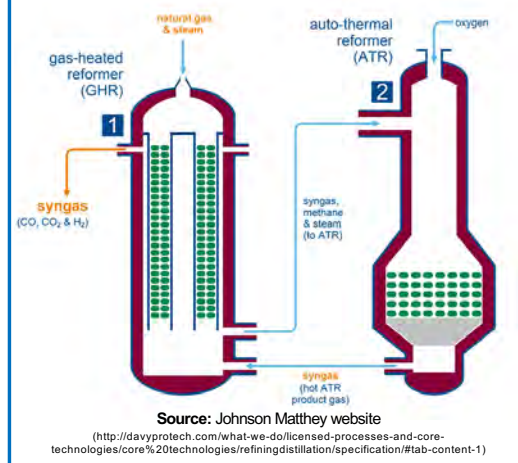 natural gas
& steam
auto-thermal
reformer
(ATR)
oxygen
gas-heated
reformer
(GHR)
1
2
syngas
(CO, CO₂ & H₂)
syngas,
methane
& steam
(to ATR)
syngas
(hot ATR
product gas)
Source: Johnson Matthey website
(http://davyprotech.com/what-we-do/licensed-processes-and-core-
technologies/core%20technologies/refiningdistillation/specification/#tab-content-1)